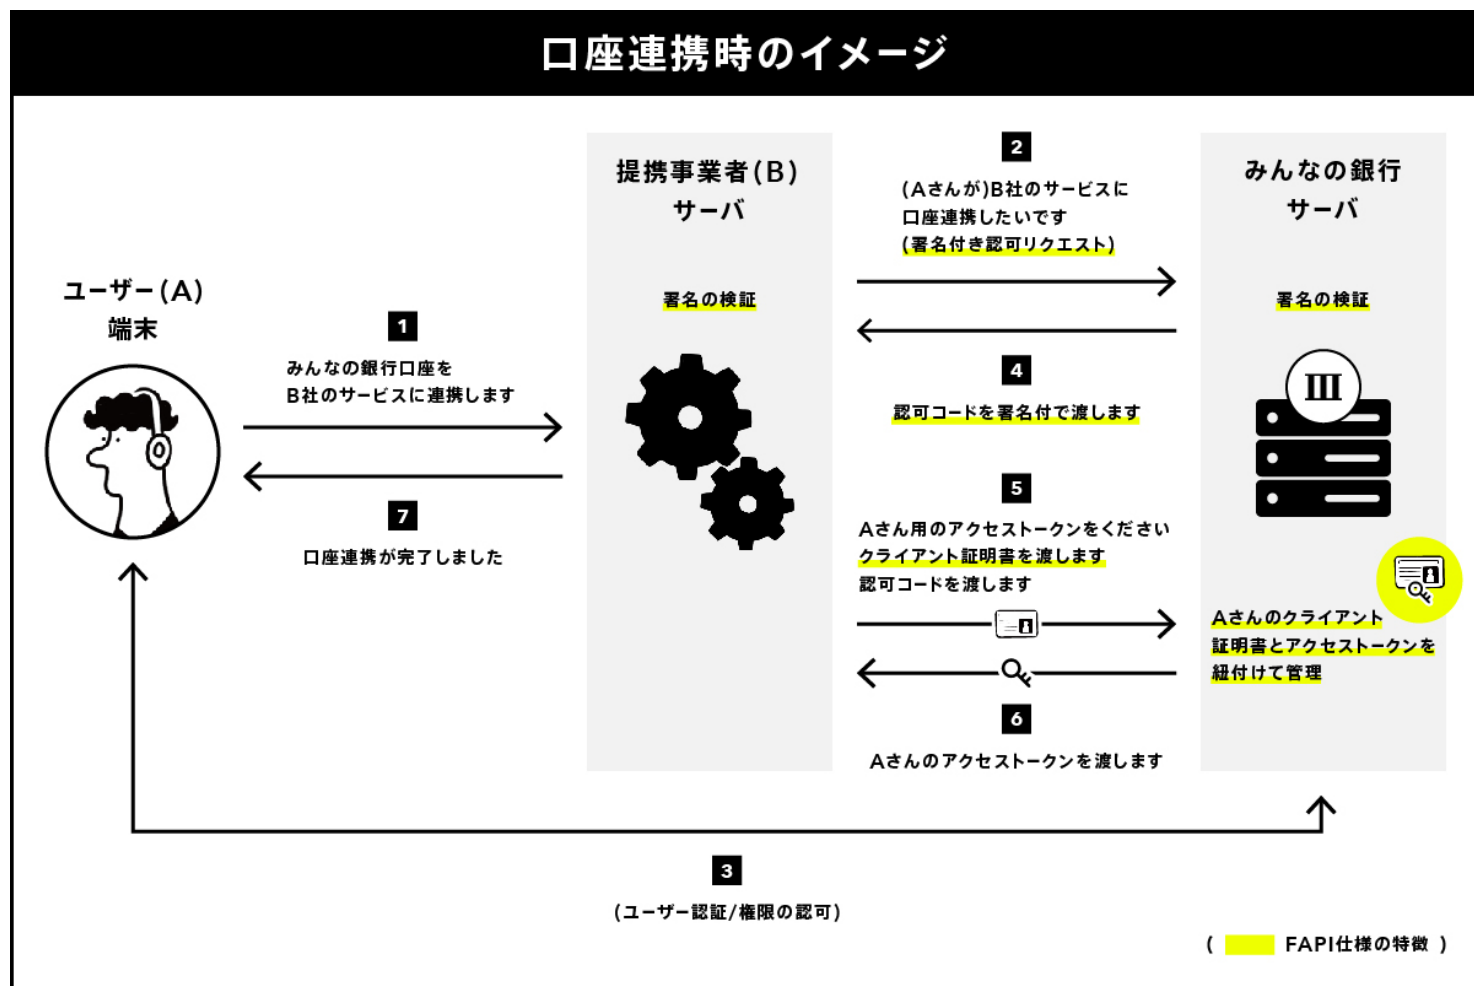 口座連携時のイメージ
ユーザー(A)
端末
1
みんなの銀行口座を
B社のサービスに連携します
7
口座連携が完了しました
提携事業者(B)
サーバ
署名の検証
2
(Aさんが)B社のサービスに
口座連携したいです
(署名付き認可リクエスト)
4
認可コードを署名付で渡します
5
Aさん用のアクセストークンをください
クライアント証明書を渡します
認可コードを渡します
6
Aさんのアクセストークンを渡します
みんなの銀行
サーバ
署名の検証
Aさんのクライアント
証明書とアクセストークンを
紐付けて管理
3
(ユーザー認証/権限の認可)
( FAPI仕様の特徴 )